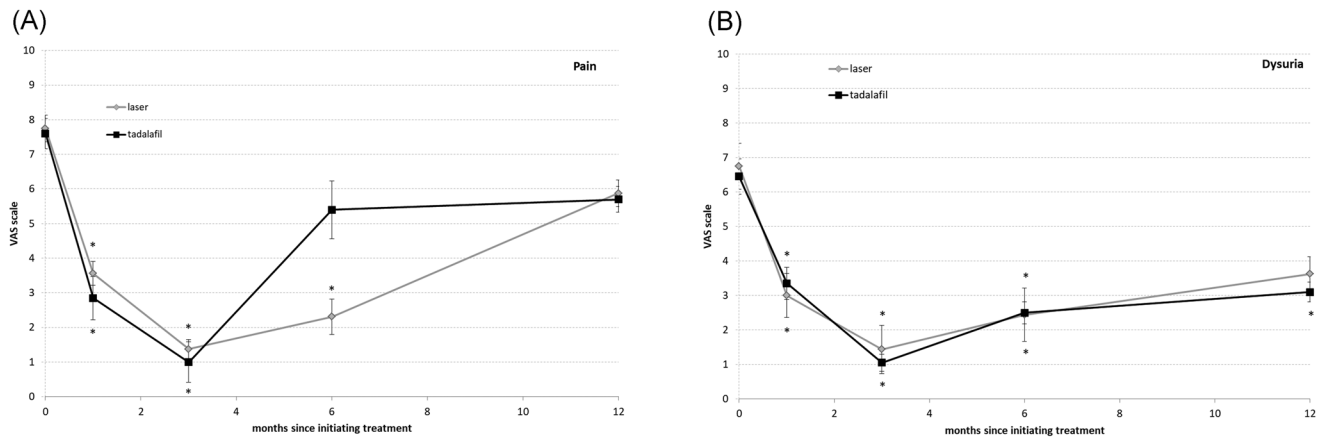 (A)
Pain
laser
tadalafil
VAS scale
10
9
8
7
6
5
4
3
2
1
0
* * * * *
0 2 4 6 8 10 12
months since initiating treatment
(B)
Dysuria
laser
tadalafil
VAS scale
10
9
8
7
6
5
4
3
2
1
0
* * * * * * *
0 2 4 6 8 10 12
months since initiating treatment